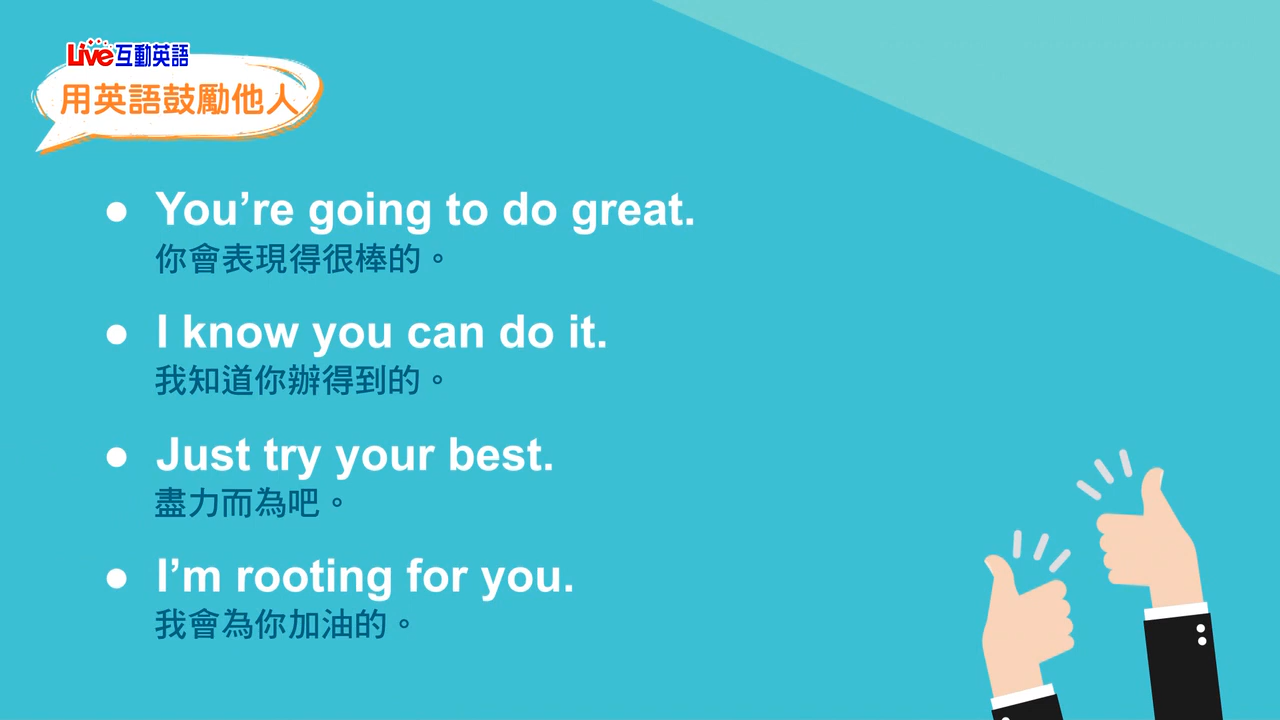 Live互動英語
用英語鼓勵他人
● You're going to do great.
你會表現得很棒的。
● I know you can do it.
我知道你辦得到的。
● Just try your best.
盡力而為吧。
● I'm rooting for you.
我會為你加油的。